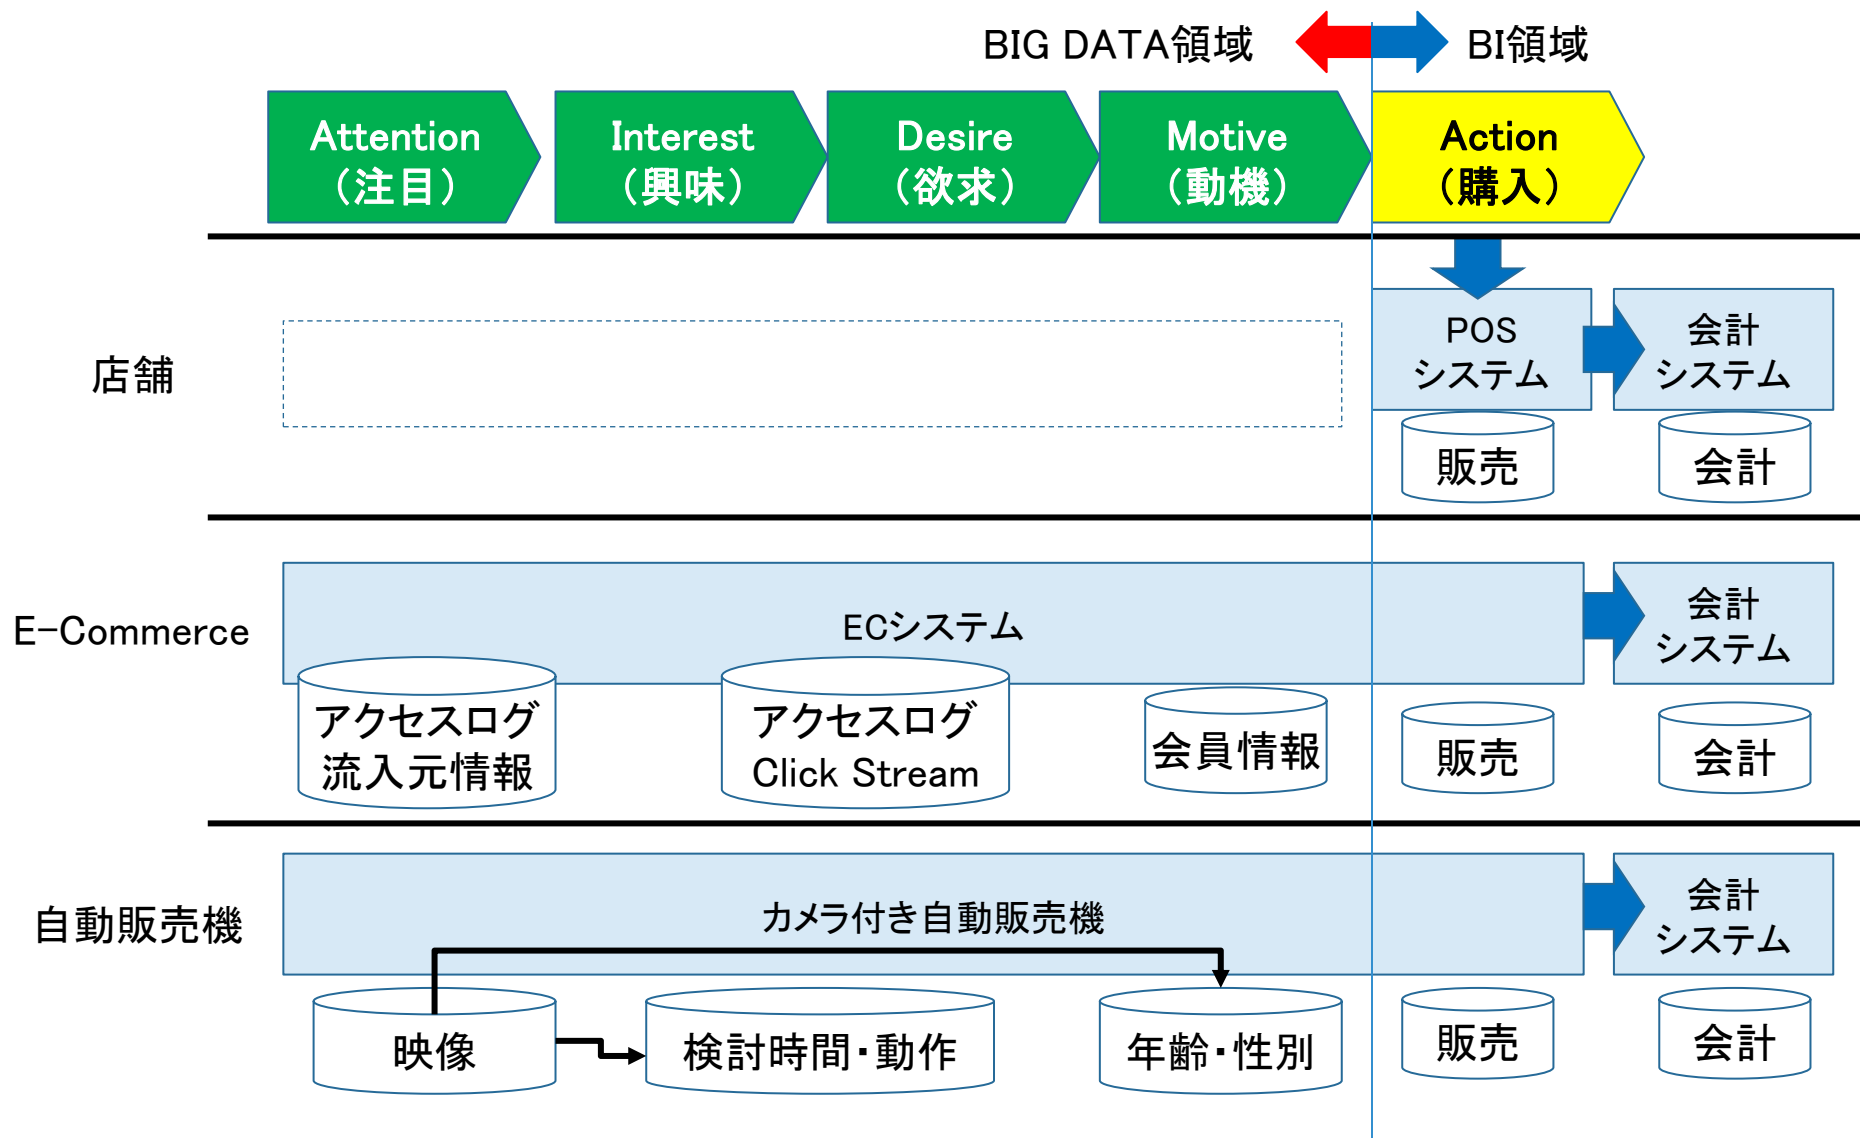 BIG DATA領域
BI領域
Attention
（注目）
Interest
（興味）
Desire
（欲求）
Motive
（動機）
Action
（購入）
店舗
POS
システム
会計
システム
販売
会計
E-Commerce
ECシステム
会計
システム
アクセスログ
流入元情報
アクセスログ
Click Stream
会員情報
販売
会計
自動販売機
カメラ付き自動販売機
会計
システム
映像
検討時間・動作
年齢・性別
販売
会計